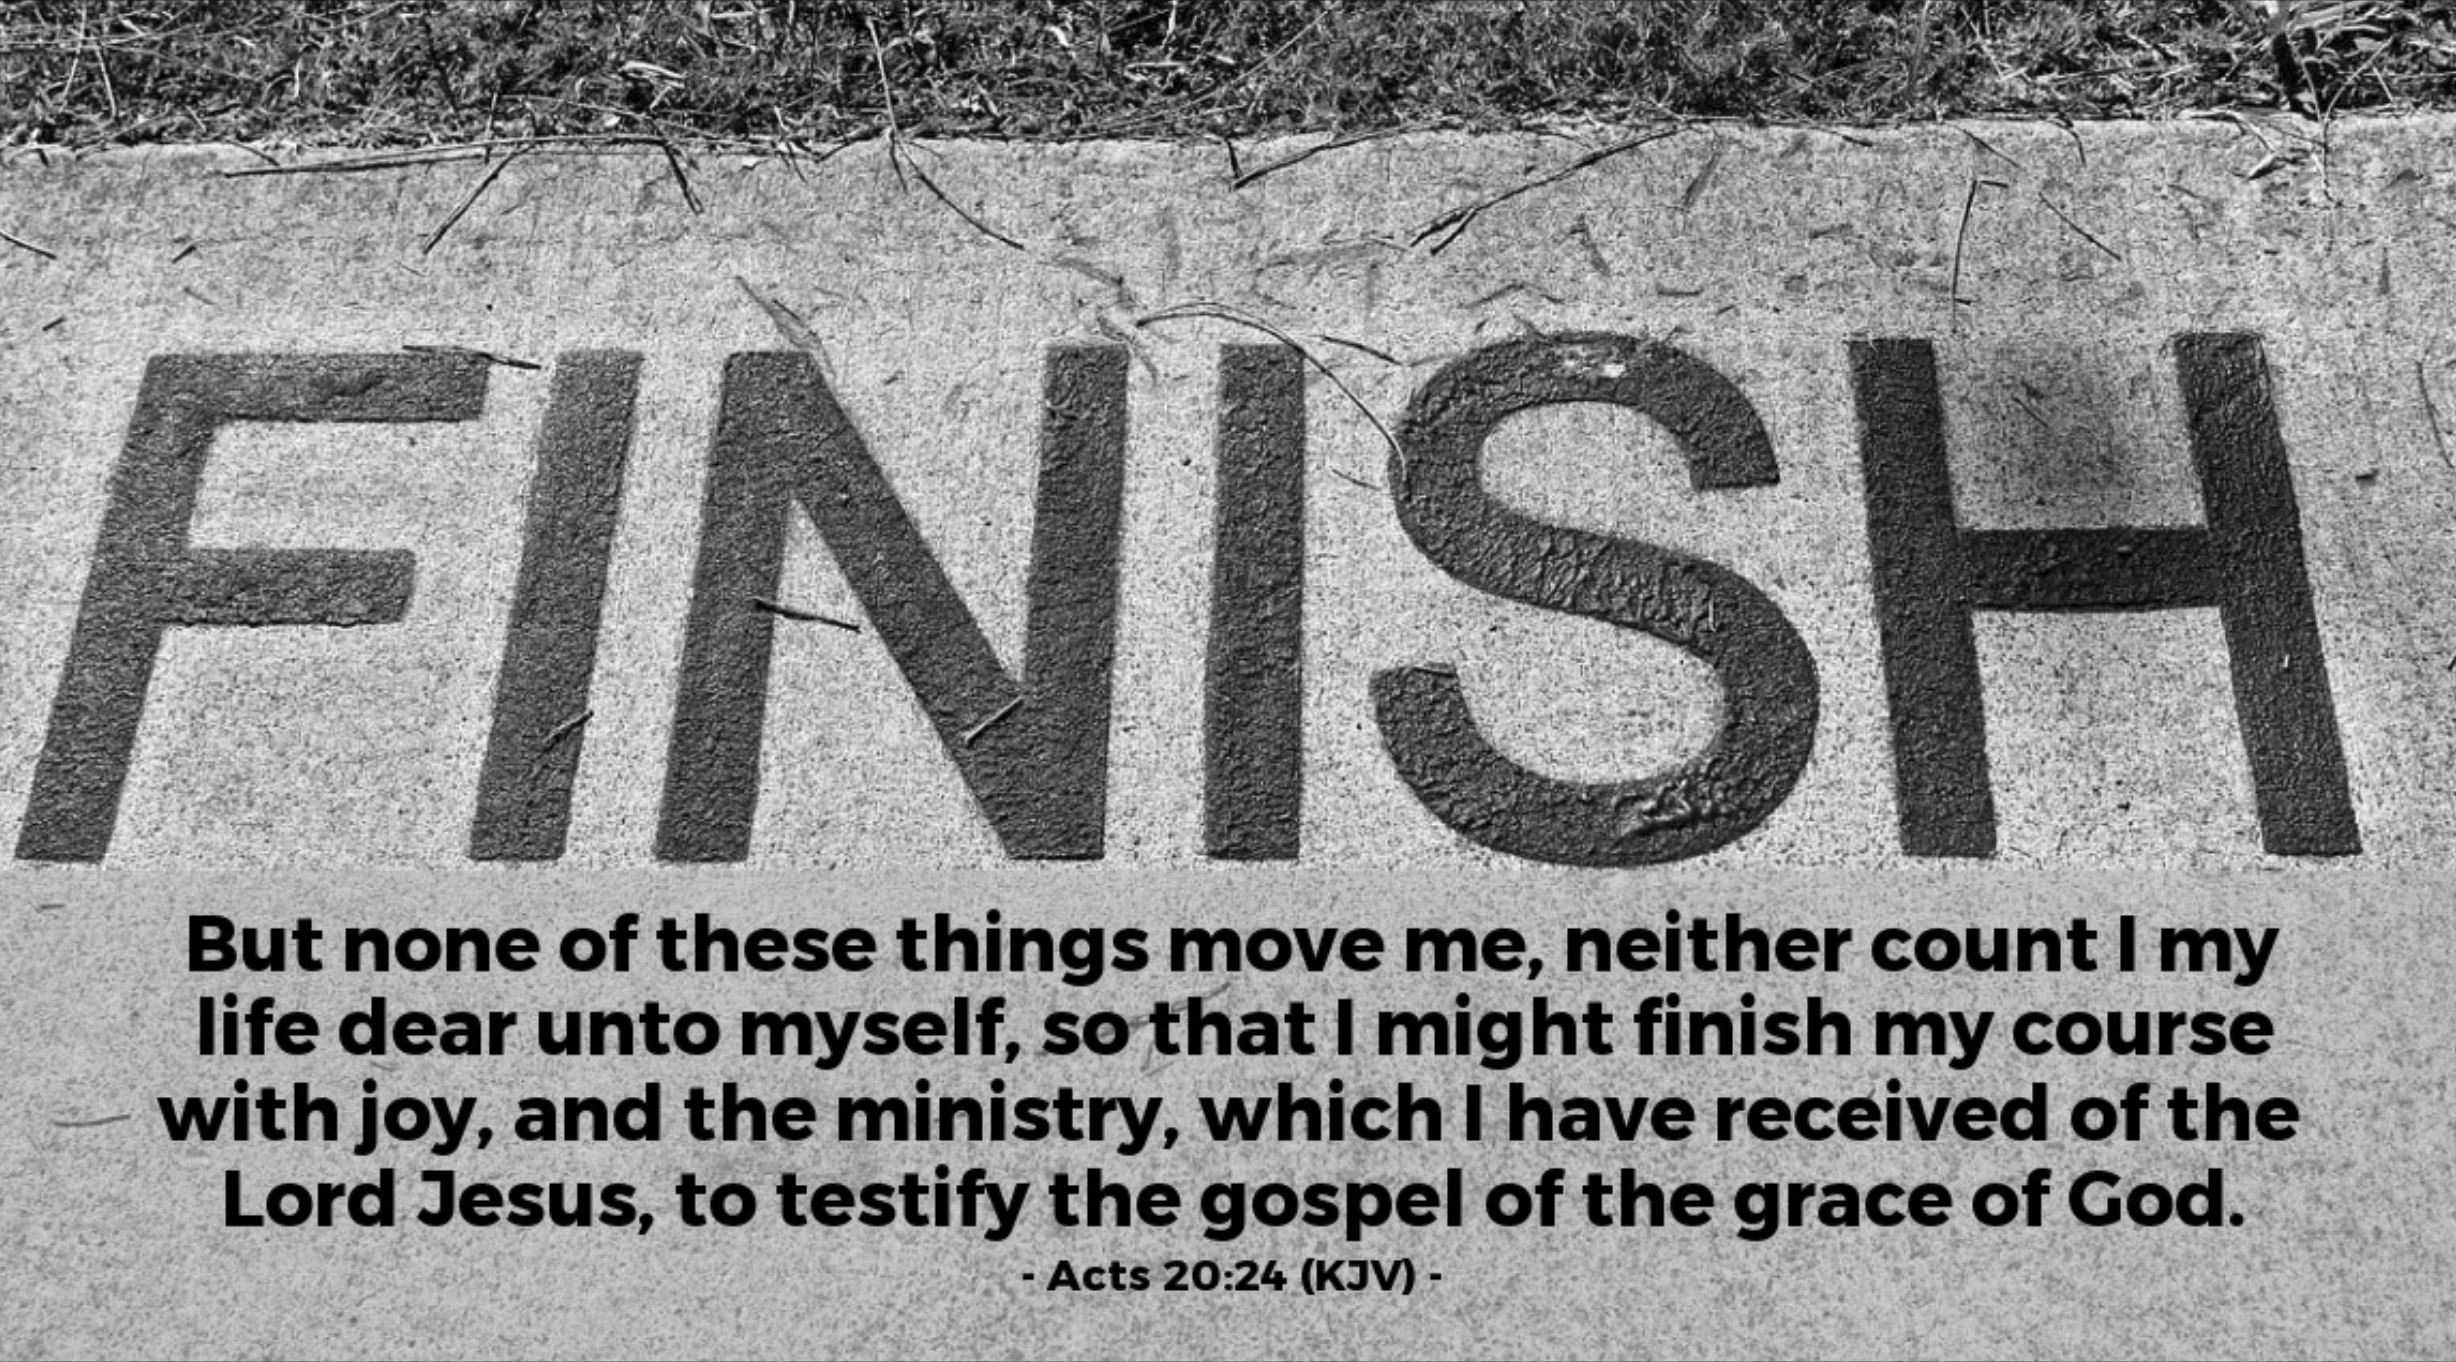 FINISH
But none of these things move me, neither count I my
life dear unto myself, so that I might finish my course
with joy, and the ministry, which I have received of the
Lord Jesus, to testify the gospel of the grace of God.
- Acts 20:24 (KJV) -